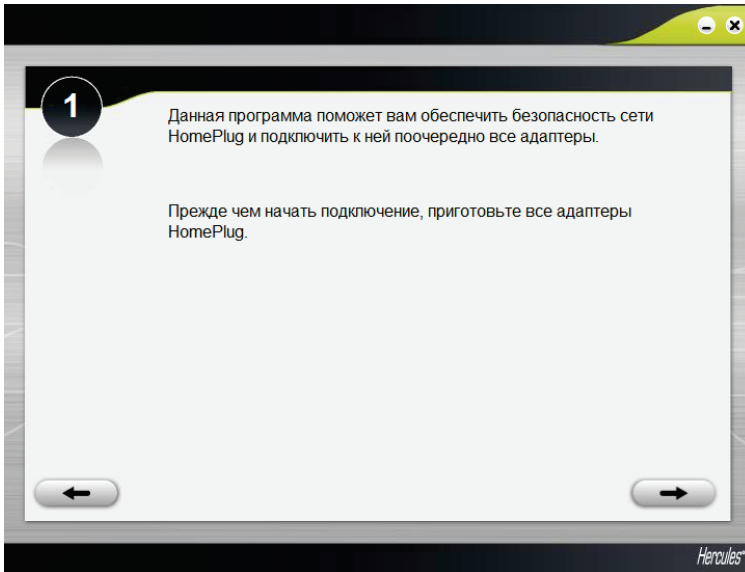 1
Данная программа поможет вам обеспечить безопасность сети
HomePlug и подключить к ней поочередно все адаптеры.
Прежде чем начать подключение, приготовьте все адаптеры
HomePlug.
Hercules